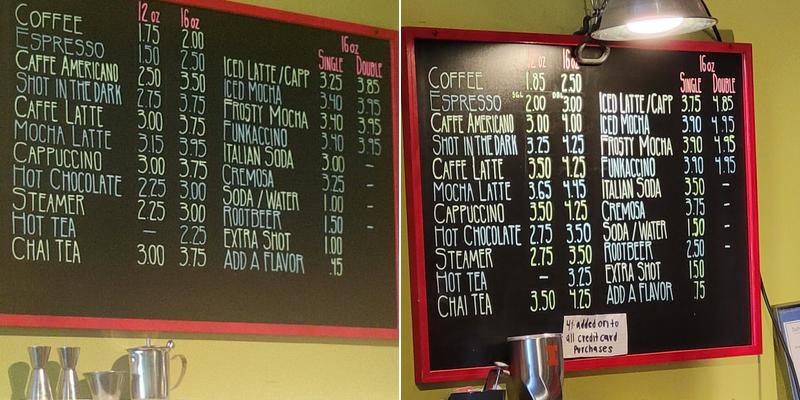 12 oz 16 oz
COFFEE 1.75 2.00
ESPRESSO 1.50 2.50
CAFFE AMERICANO 2.50 3.50
SHOT IN THE DARK 2.75 3.75
CAFFE LATTE 3.00 3.75
MOCHA LATTE 3.15 3.95
CAPPUCCINO 3.00 3.75
HOT CHOCOLATE 2.25 3.00
STEAMER 2.25 3.00
HOT TEA – 2.25
CHAI TEA 3.00 3.75
16 oz
SINGLE DOUBLE
ICED LATTE/CAPP 3.25 3.85
ICED MOCHA 3.40 3.95
FROSTY MOCHA 3.40 3.95
FUNKACCINO 3.40 3.95
ITALIAN SODA 3.00 –
CREMOSA 3.25 –
SODA / WATER 1.00 –
ROOTBEER 1.50 –
EXTRA SHOT 1.00
ADD A FLAVOR .45
12 oz 16
COFFEE 1.85 2.50
ESPRESSO SGL 2.00 DBL 3.00
CAFFE AMERICANO 3.00 4.00
SHOT IN THE DARK 3.25 4.25
CAFFE LATTE 3.50 4.25
MOCHA LATTE 3.65 4.45
CAPPUCCINO 3.50 4.25
HOT CHOCOLATE 2.75 3.50
STEAMER 2.75 3.50
HOT TEA – 3.25
CHAI TEA 3.50 4.25
16 oz
SINGLE DOUBLE
ICED LATTE/CAPP 3.75 4.85
ICED MOCHA 3.90 4.95
FROSTY MOCHA 3.90 4.95
FUNKACCINO 3.90 4.95
ITALIAN SODA 3.50 –
CREMOSA 3.75 –
SODA / WATER 1.50 –
ROOTBEER 2.50 –
EXTRA SHOT 1.50
ADD A FLAVOR .75
4% added on to
all credit card
Purchases